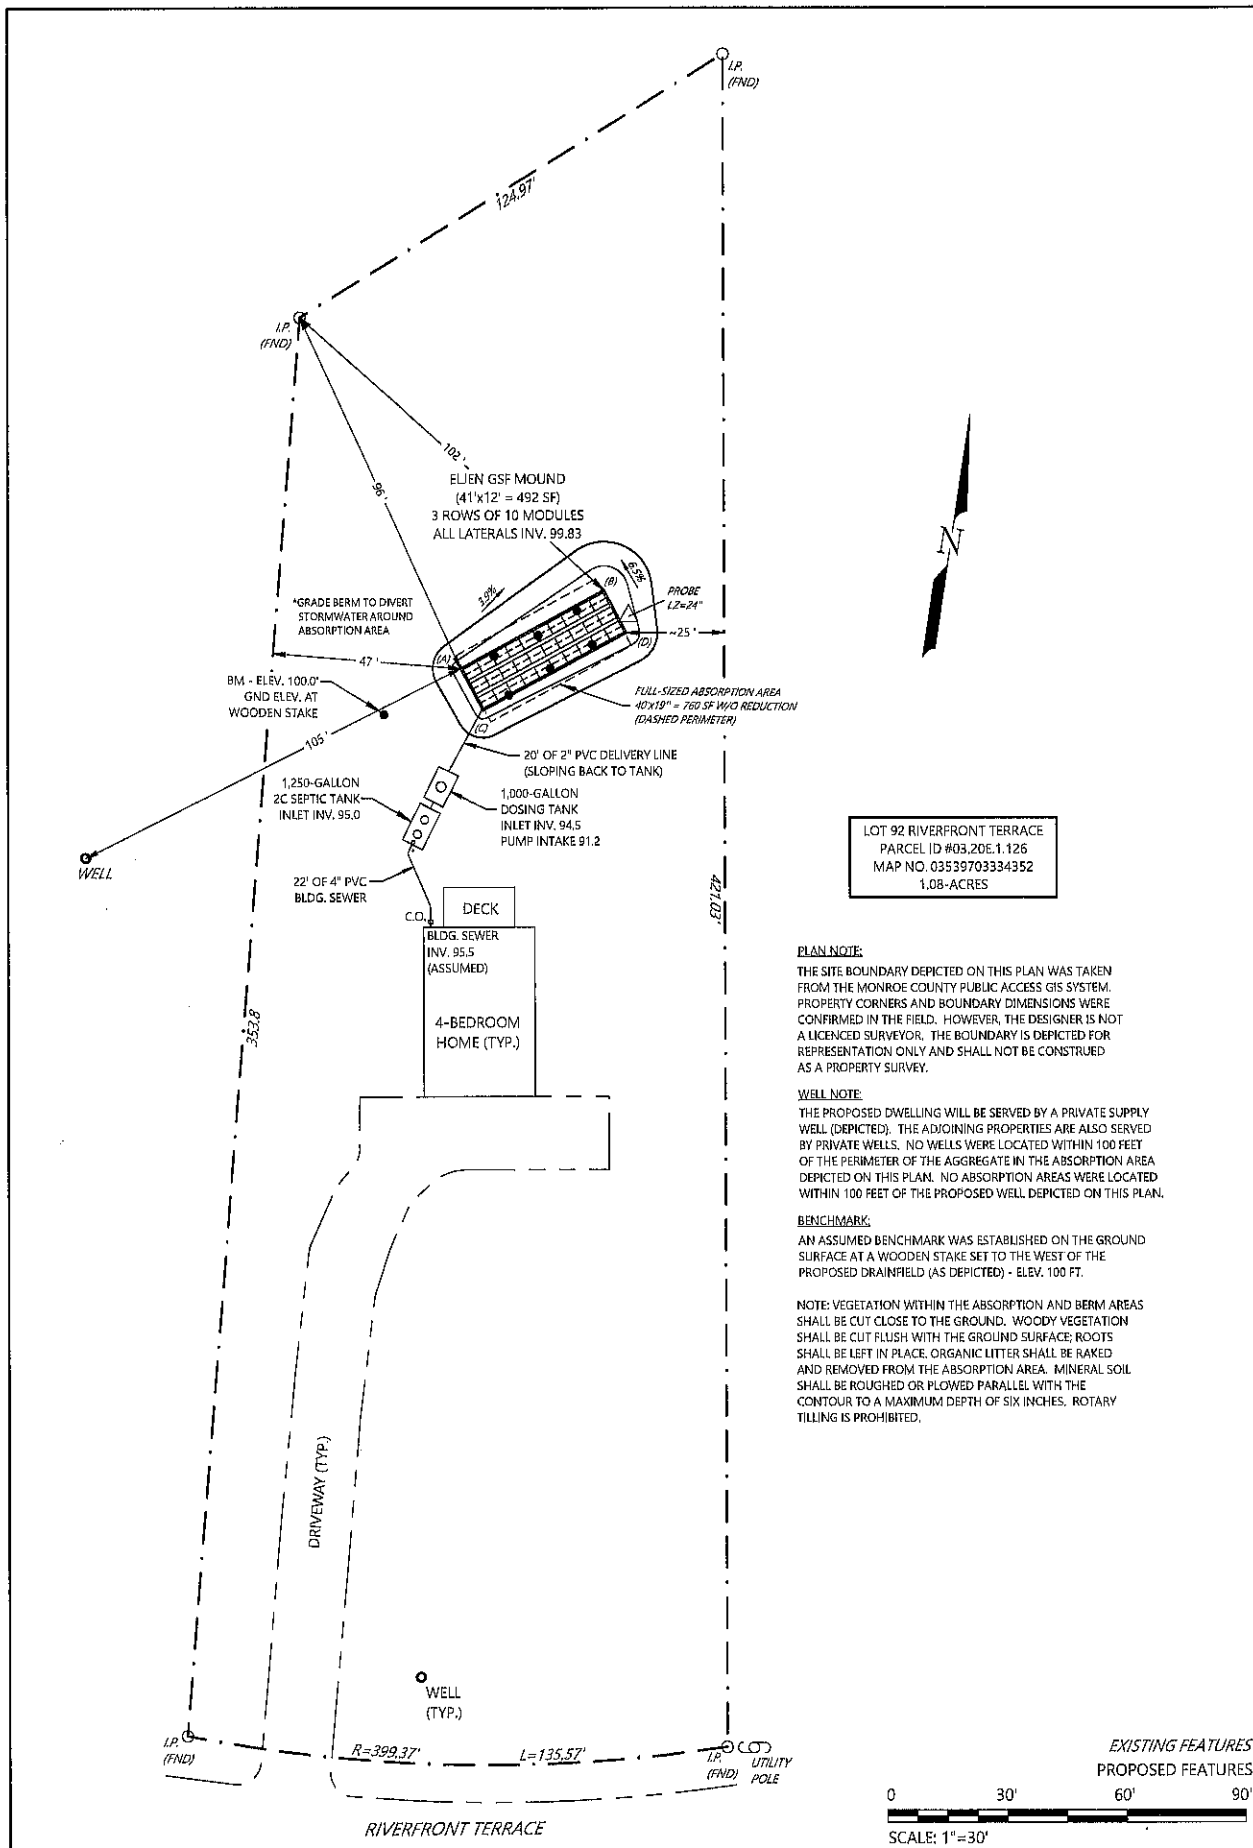 I.P.
(FND)
124.97'
I.P.
(FND)
102'
96'
ELJEN GSF MOUND
(41'x12' = 492 SF)
3 ROWS OF 10 MODULES
ALL LATERALS INV. 99.83
3.9%
6.5%
(B)
PROBE
LZ=24"
*GRADE BERM TO DIVERT
STORMWATER AROUND
ABSORPTION AREA
(A)
~25'
(D)
47'
BM - ELEV. 100.0'
GND ELEV. AT
WOODEN STAKE
FULL-SIZED ABSORPTION AREA
40'x19' = 760 SF W/O REDUCTION
(DASHED PERIMETER)
(C)
105'
20' OF 2" PVC DELIVERY LINE
(SLOPING BACK TO TANK)
1,250-GALLON
2C SEPTIC TANK
INLET INV. 95.0
1,000-GALLON
DOSING TANK
INLET INV. 94.5
PUMP INTAKE 91.2
WELL
22' OF 4" PVC
BLDG. SEWER
C.O.
DECK
BLDG. SEWER
INV. 95.5
(ASSUMED)
4-BEDROOM
HOME (TYP.)
353.8
421.03'
N
LOT 92 RIVERFRONT TERRACE
PARCEL ID #03.20E.1.126
MAP NO. 03539703334352
1.08-ACRES
PLAN NOTE:
THE SITE BOUNDARY DEPICTED ON THIS PLAN WAS TAKEN
FROM THE MONROE COUNTY PUBLIC ACCESS GIS SYSTEM.
PROPERTY CORNERS AND BOUNDARY DIMENSIONS WERE
CONFIRMED IN THE FIELD. HOWEVER, THE DESIGNER IS NOT
A LICENCED SURVEYOR. THE BOUNDARY IS DEPICTED FOR
REPRESENTATION ONLY AND SHALL NOT BE CONSTRUED
AS A PROPERTY SURVEY.
WELL NOTE:
THE PROPOSED DWELLING WILL BE SERVED BY A PRIVATE SUPPLY
WELL (DEPICTED). THE ADJOINING PROPERTIES ARE ALSO SERVED
BY PRIVATE WELLS. NO WELLS WERE LOCATED WITHIN 100 FEET
OF THE PERIMETER OF THE AGGREGATE IN THE ABSORPTION AREA
DEPICTED ON THIS PLAN. NO ABSORPTION AREAS WERE LOCATED
WITHIN 100 FEET OF THE PROPOSED WELL DEPICTED ON THIS PLAN.
BENCHMARK:
AN ASSUMED BENCHMARK WAS ESTABLISHED ON THE GROUND
SURFACE AT A WOODEN STAKE SET TO THE WEST OF THE
PROPOSED DRAINFIELD (AS DEPICTED) - ELEV. 100 FT.
NOTE: VEGETATION WITHIN THE ABSORPTION AND BERM AREAS
SHALL BE CUT CLOSE TO THE GROUND. WOODY VEGETATION
SHALL BE CUT FLUSH WITH THE GROUND SURFACE; ROOTS
SHALL BE LEFT IN PLACE. ORGANIC LITTER SHALL BE RAKED
AND REMOVED FROM THE ABSORPTION AREA. MINERAL SOIL
SHALL BE ROUGHED OR PLOWED PARALLEL WITH THE
CONTOUR TO A MAXIMUM DEPTH OF SIX INCHES. ROTARY
TILLING IS PROHIBITED.
DRIVEWAY (TYP.)
WELL
(TYP.)
I.P.
(FND)
R=399.37'
L=135.57'
I.P.
(FND)
UTILITY
POLE
RIVERFRONT TERRACE
EXISTING FEATURES
PROPOSED FEATURES
0 30' 60' 90'
SCALE: 1"=30'